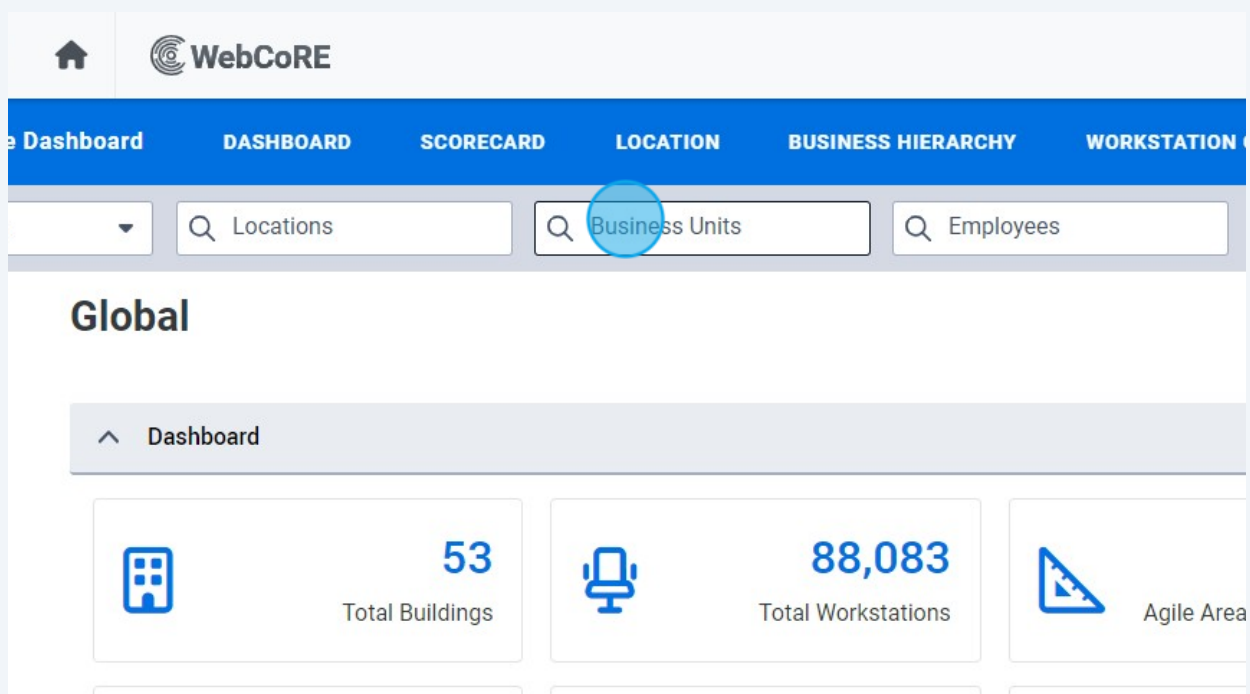 WebCoRE
e Dashboard DASHBOARD SCORECARD LOCATION BUSINESS HIERARCHY WORKSTATION
Locations Business Units Employees
Global
Dashboard
53 88,083
Total Buildings Total Workstations Agile Area